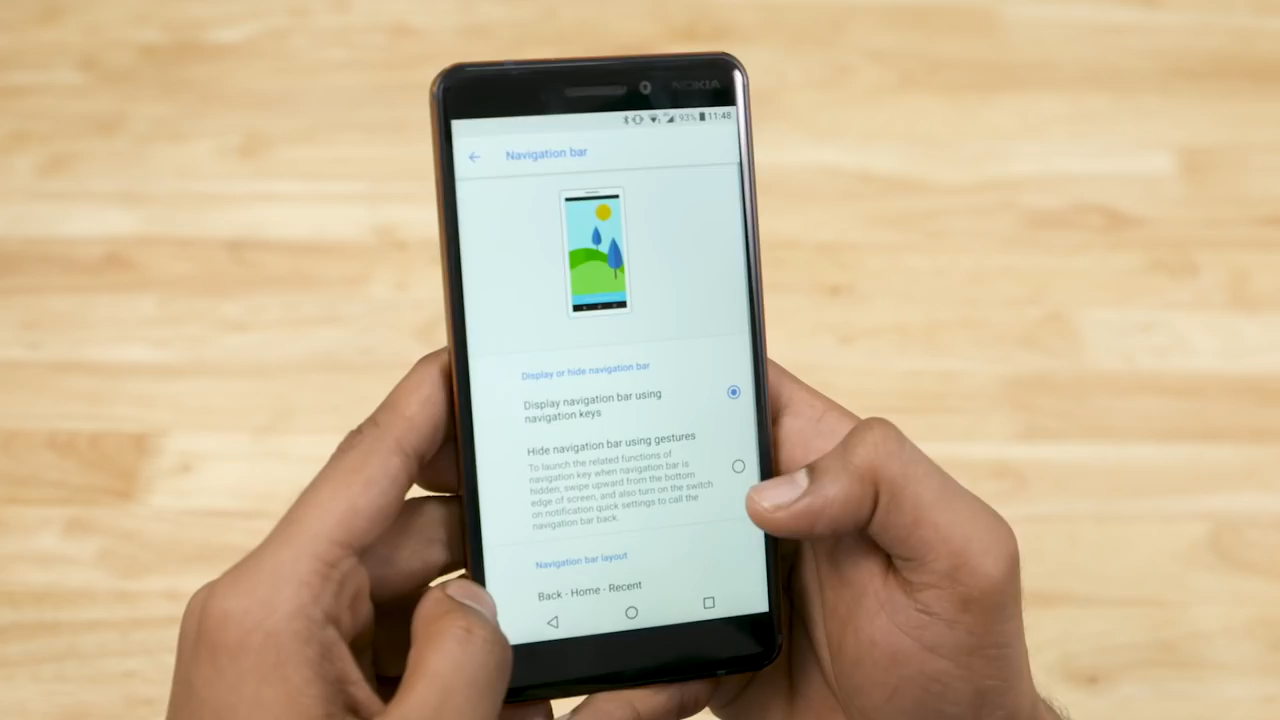 NOKIA
93% 11:48
Navigation bar
Display or hide navigation bar
Display navigation bar using
navigation keys
Hide navigation bar using gestures
To launch the related functions of
navigation key when navigation bar is
hidden, swipe upward from the bottom
edge of screen, and also turn on the switch
on notification quick settings to call the
navigation bar back.
Navigation bar layout
Back - Home - Recent